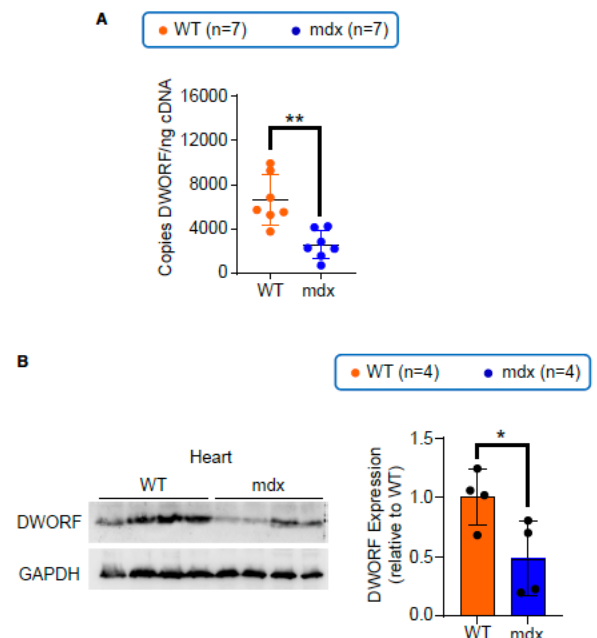 A
WT (n=7) mdx (n=7)
Copies DWORF/ng cDNA
16000
12000
8000
4000
0
**
WT mdx
B
WT (n=4) mdx (n=4)
Heart
WT mdx
DWORF
GAPDH
DWORF Expression
(relative to WT)
1.5
1.0
0.5
0.0
*
WT mdx